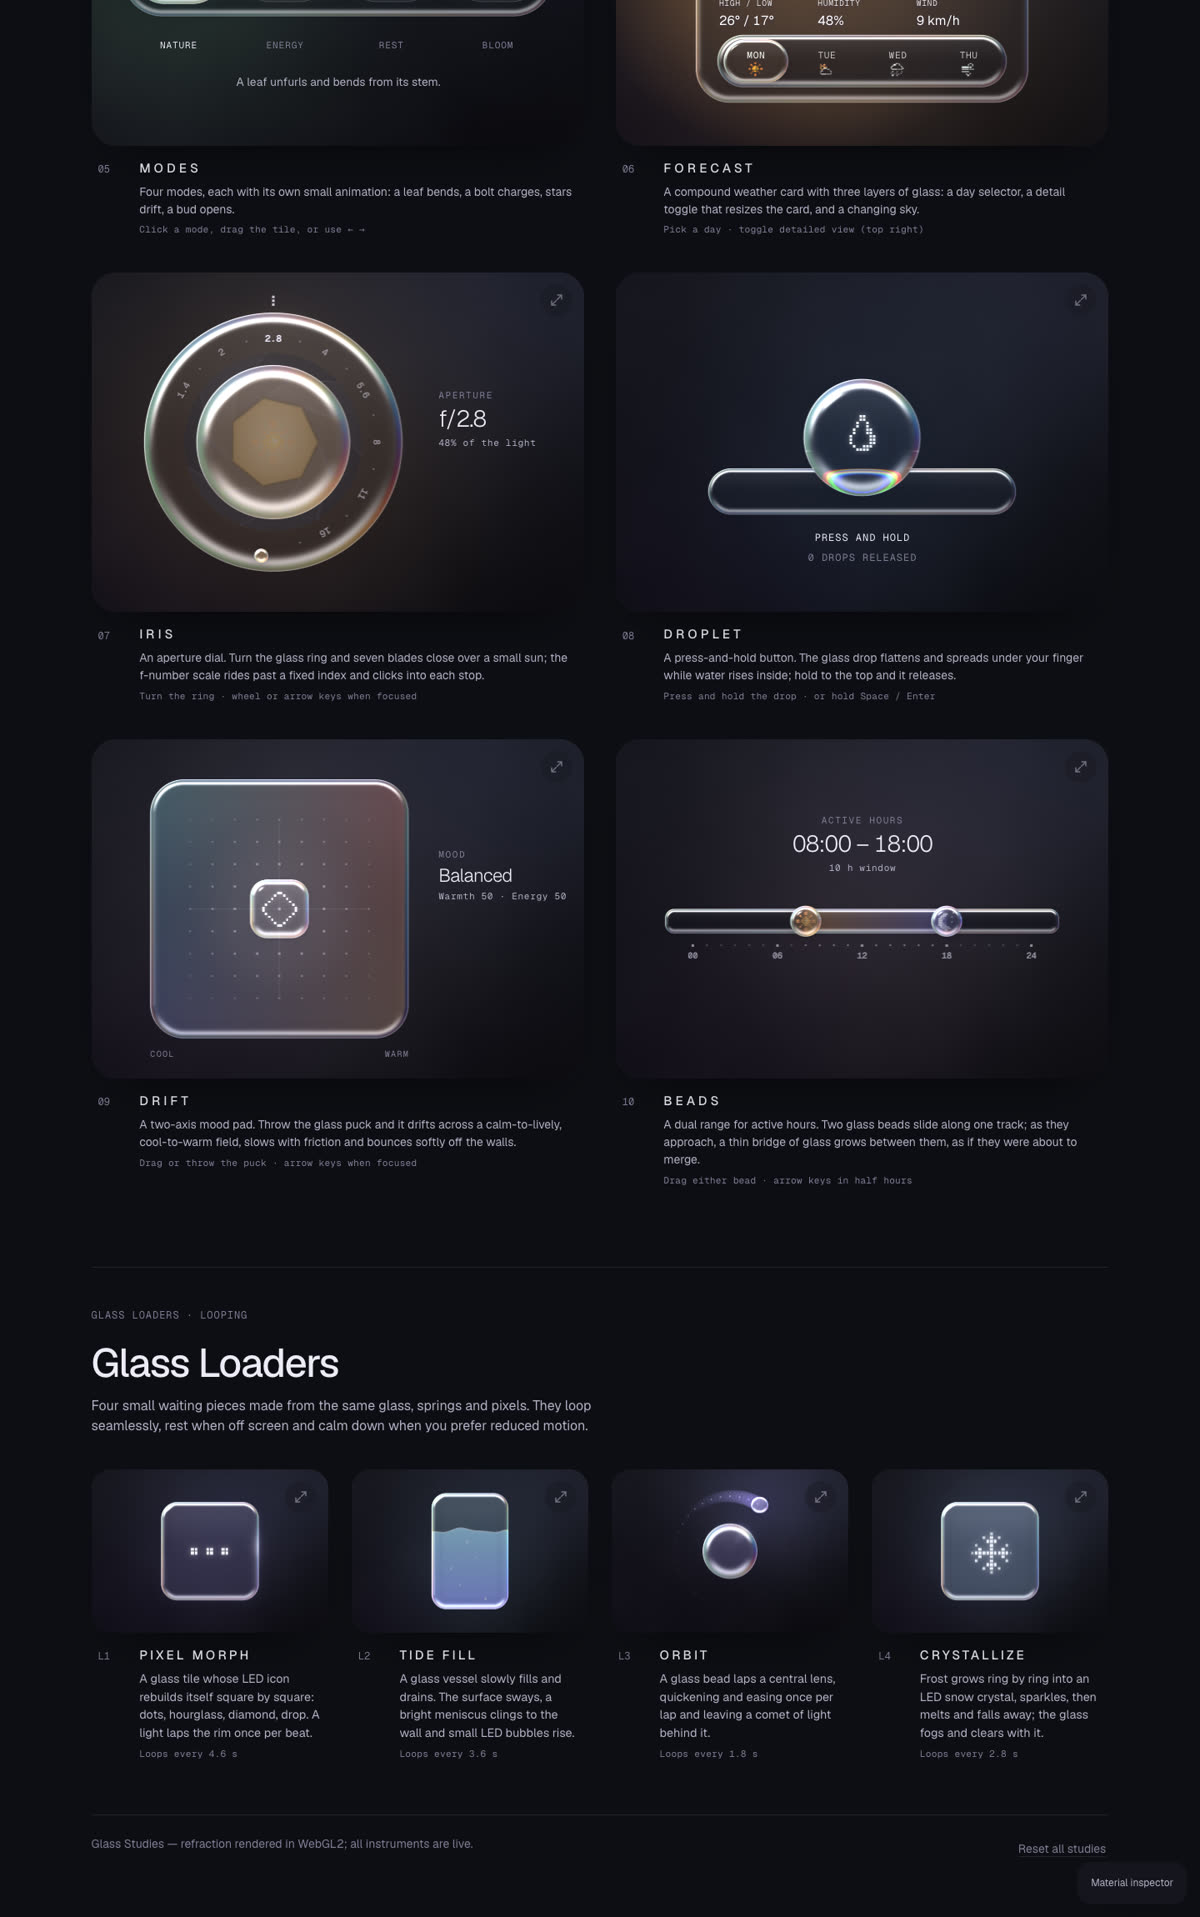 NATURE ENERGY REST BLOOM
A leaf unfurls and bends from its stem.
HIGH / LOW HUMIDITY WIND
26° / 17° 48% 9 km/h
MON TUE WED THU
05 MODES
Four modes, each with its own small animation: a leaf bends, a bolt charges, stars
drift, a bud opens.
Click a mode, drag the tile, or use ← →
06 FORECAST
A compound weather card with three layers of glass: a day selector, a detail
toggle that resizes the card, and a changing sky.
Pick a day · toggle detailed view (top right)
1.4 · 2 · 2.8 · 4 · 5.6 · 8 · 11 · 16 ·
APERTURE
f/2.8
48% of the light
PRESS AND HOLD
0 DROPS RELEASED
07 IRIS
An aperture dial. Turn the glass ring and seven blades close over a small sun; the
f-number scale rides past a fixed index and clicks into each stop.
Turn the ring · wheel or arrow keys when focused
08 DROPLET
A press-and-hold button. The glass drop flattens and spreads under your finger
while water rises inside; hold to the top and it releases.
Press and hold the drop · or hold Space / Enter
MOOD
Balanced
Warmth 50 · Energy 50
COOL WARM
ACTIVE HOURS
08:00 – 18:00
10 h window
00 06 12 18 24
09 DRIFT
A two-axis mood pad. Throw the glass puck and it drifts across a calm-to-lively,
cool-to-warm field, slows with friction and bounces softly off the walls.
Drag or throw the puck · arrow keys when focused
10 BEADS
A dual range for active hours. Two glass beads slide along one track; as they
approach, a thin bridge of glass grows between them, as if they were about to
merge.
Drag either bead · arrow keys in half hours
GLASS LOADERS · LOOPING
Glass Loaders
Four small waiting pieces made from the same glass, springs and pixels. They loop
seamlessly, rest when off screen and calm down when you prefer reduced motion.
L1 PIXEL MORPH
A glass tile whose LED icon
rebuilds itself square by square:
dots, hourglass, diamond, drop. A
light laps the rim once per beat.
Loops every 4.6 s
L2 TIDE FILL
A glass vessel slowly fills and
drains. The surface sways, a
bright meniscus clings to the
wall and small LED bubbles rise.
Loops every 3.6 s
L3 ORBIT
A glass bead laps a central lens,
quickening and easing once per
lap and leaving a comet of light
behind it.
Loops every 1.8 s
L4 CRYSTALLIZE
Frost grows ring by ring into an
LED snow crystal, sparkles, then
melts and falls away; the glass
fogs and clears with it.
Loops every 2.8 s
Glass Studies — refraction rendered in WebGL2; all instruments are live.
Reset all studies
Material inspector